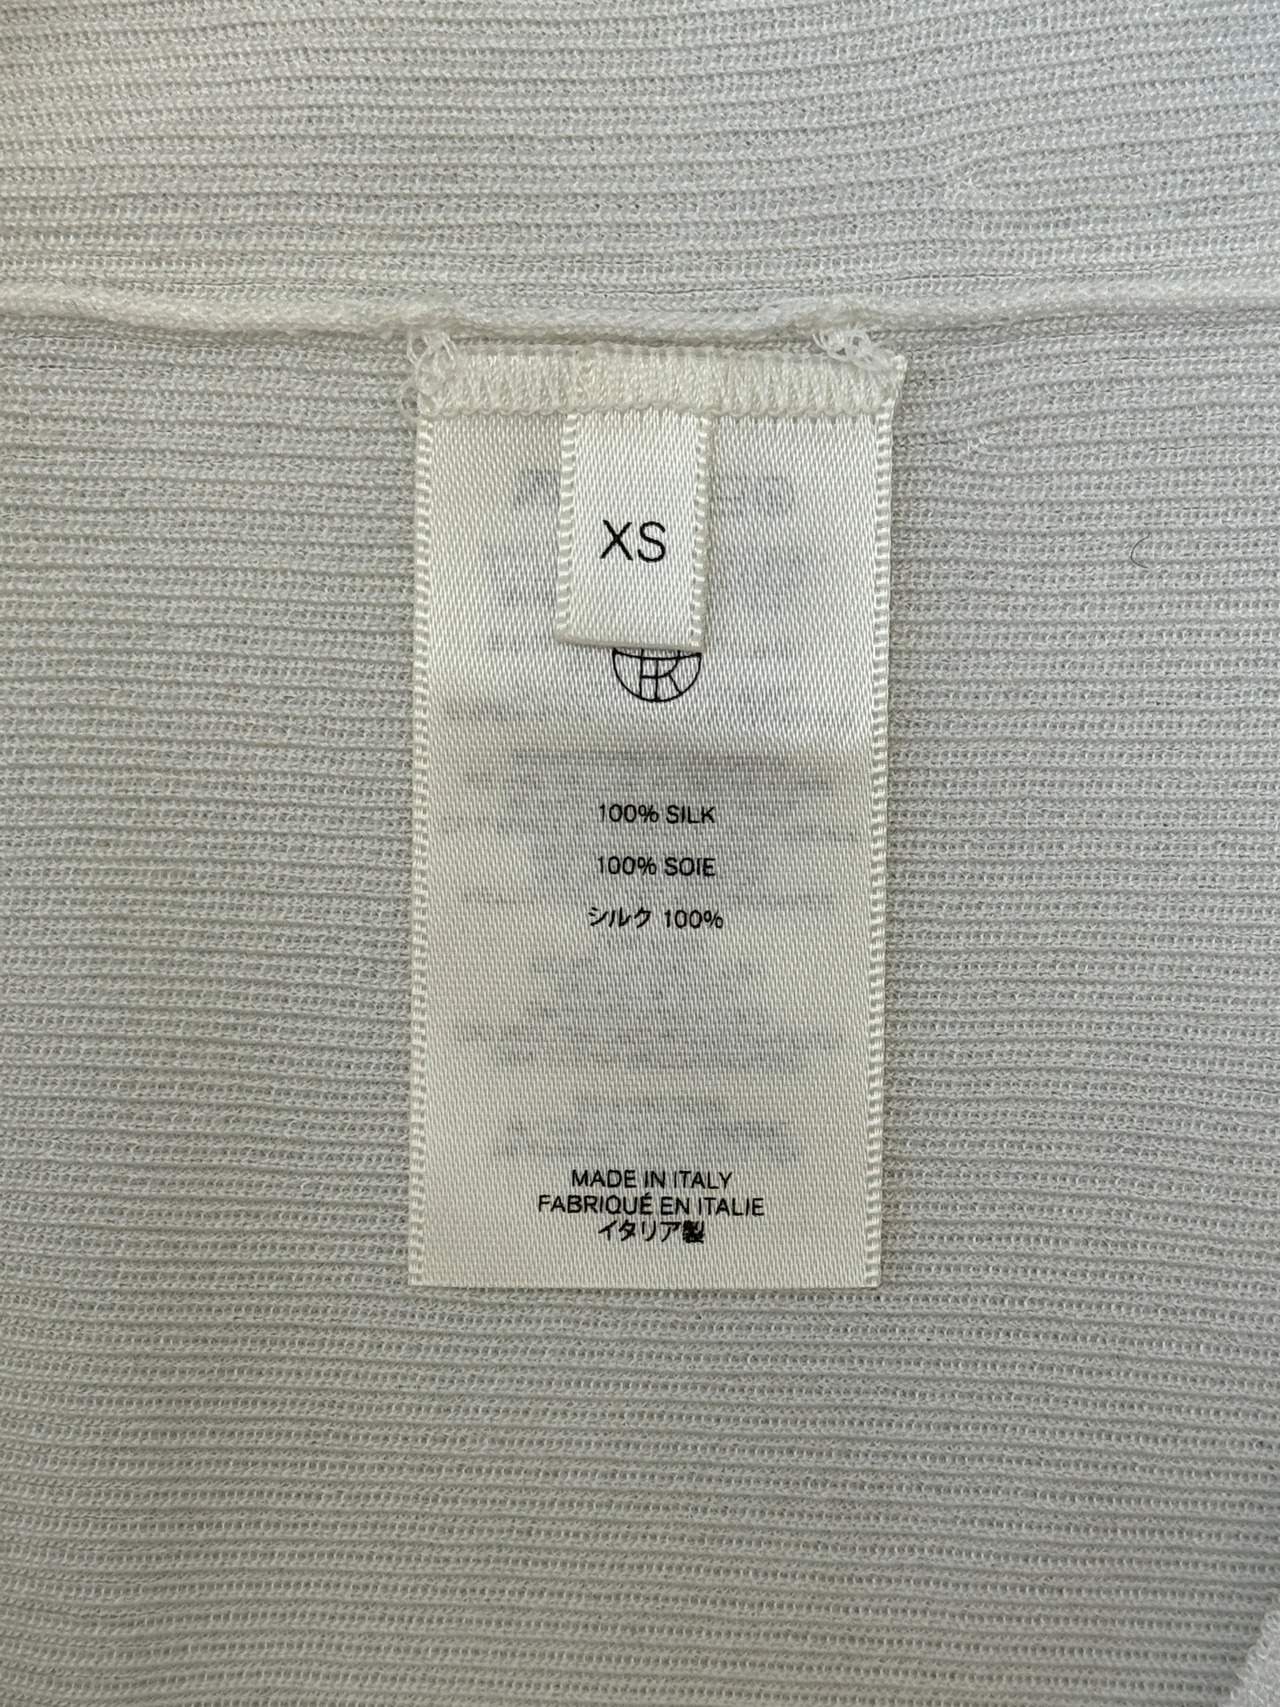 XS
100% SILK
100% SOIE
シルク 100%
MADE IN ITALY
FABRIQUÉ EN ITALIE
イタリア製